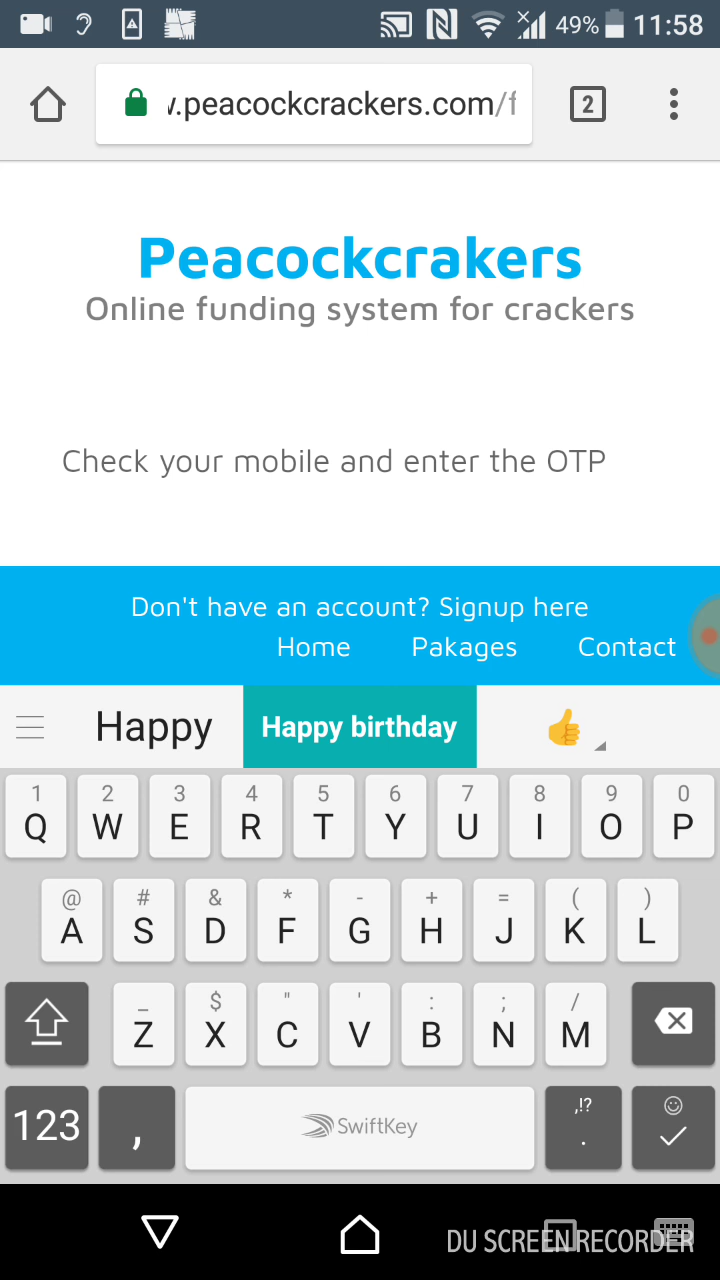 49% 11:58
.peacockcrackers.com/f
2
Peacockcrakers
Online funding system for crackers
Check your mobile and enter the OTP
Don't have an account? Signup here
Home Pakages Contact
Happy Happy birthday
1 2 3 4 5 6 7 8 9 0
Q W E R T Y U I O P
@ # & * - + = ( )
A S D F G H J K L
_ $ " ' : ; /
Z X C V B N M
,!?
123 , SwiftKey .
DU SCREEN RECORDER